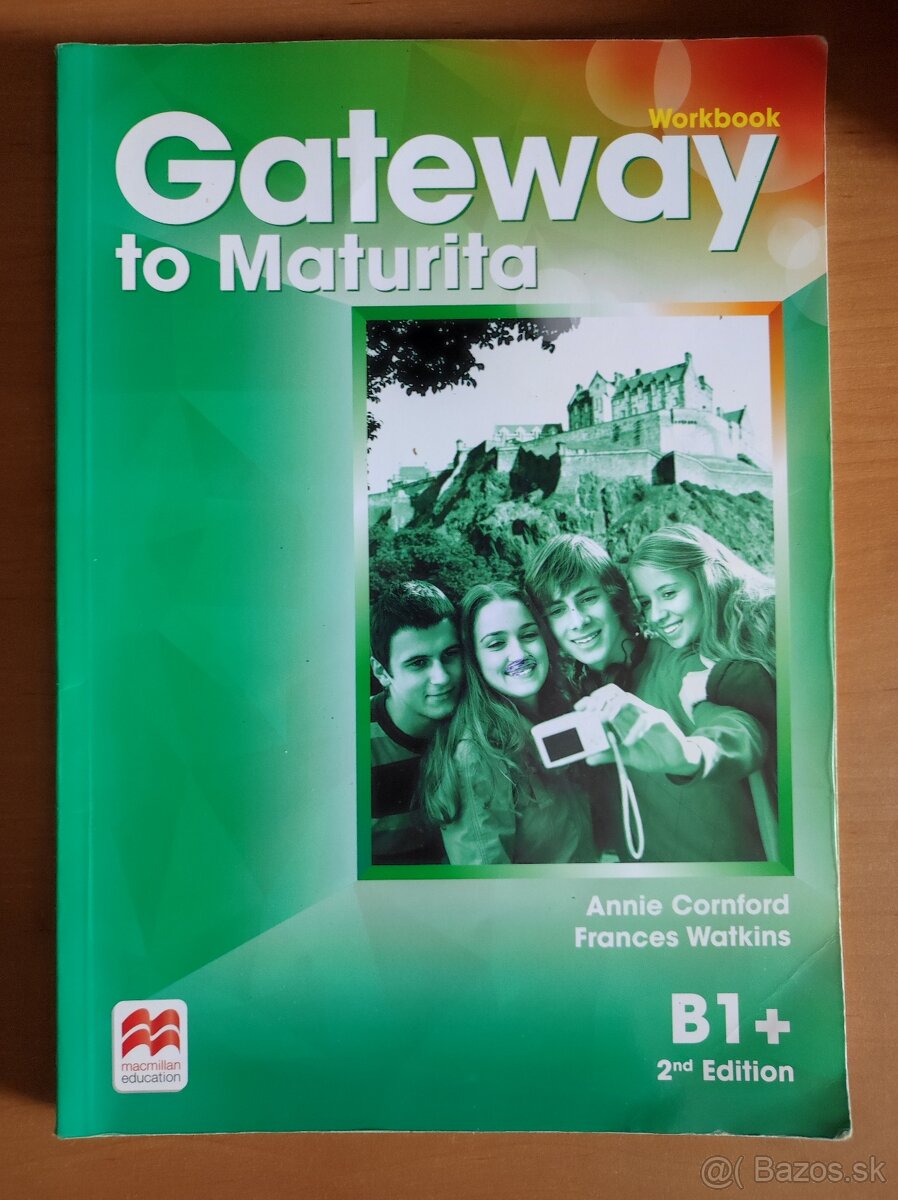 Workbook
Gateway
to Maturita
Annie Cornford
Frances Watkins
B1+
2nd Edition
macmillan
education
@( Bazos.sk